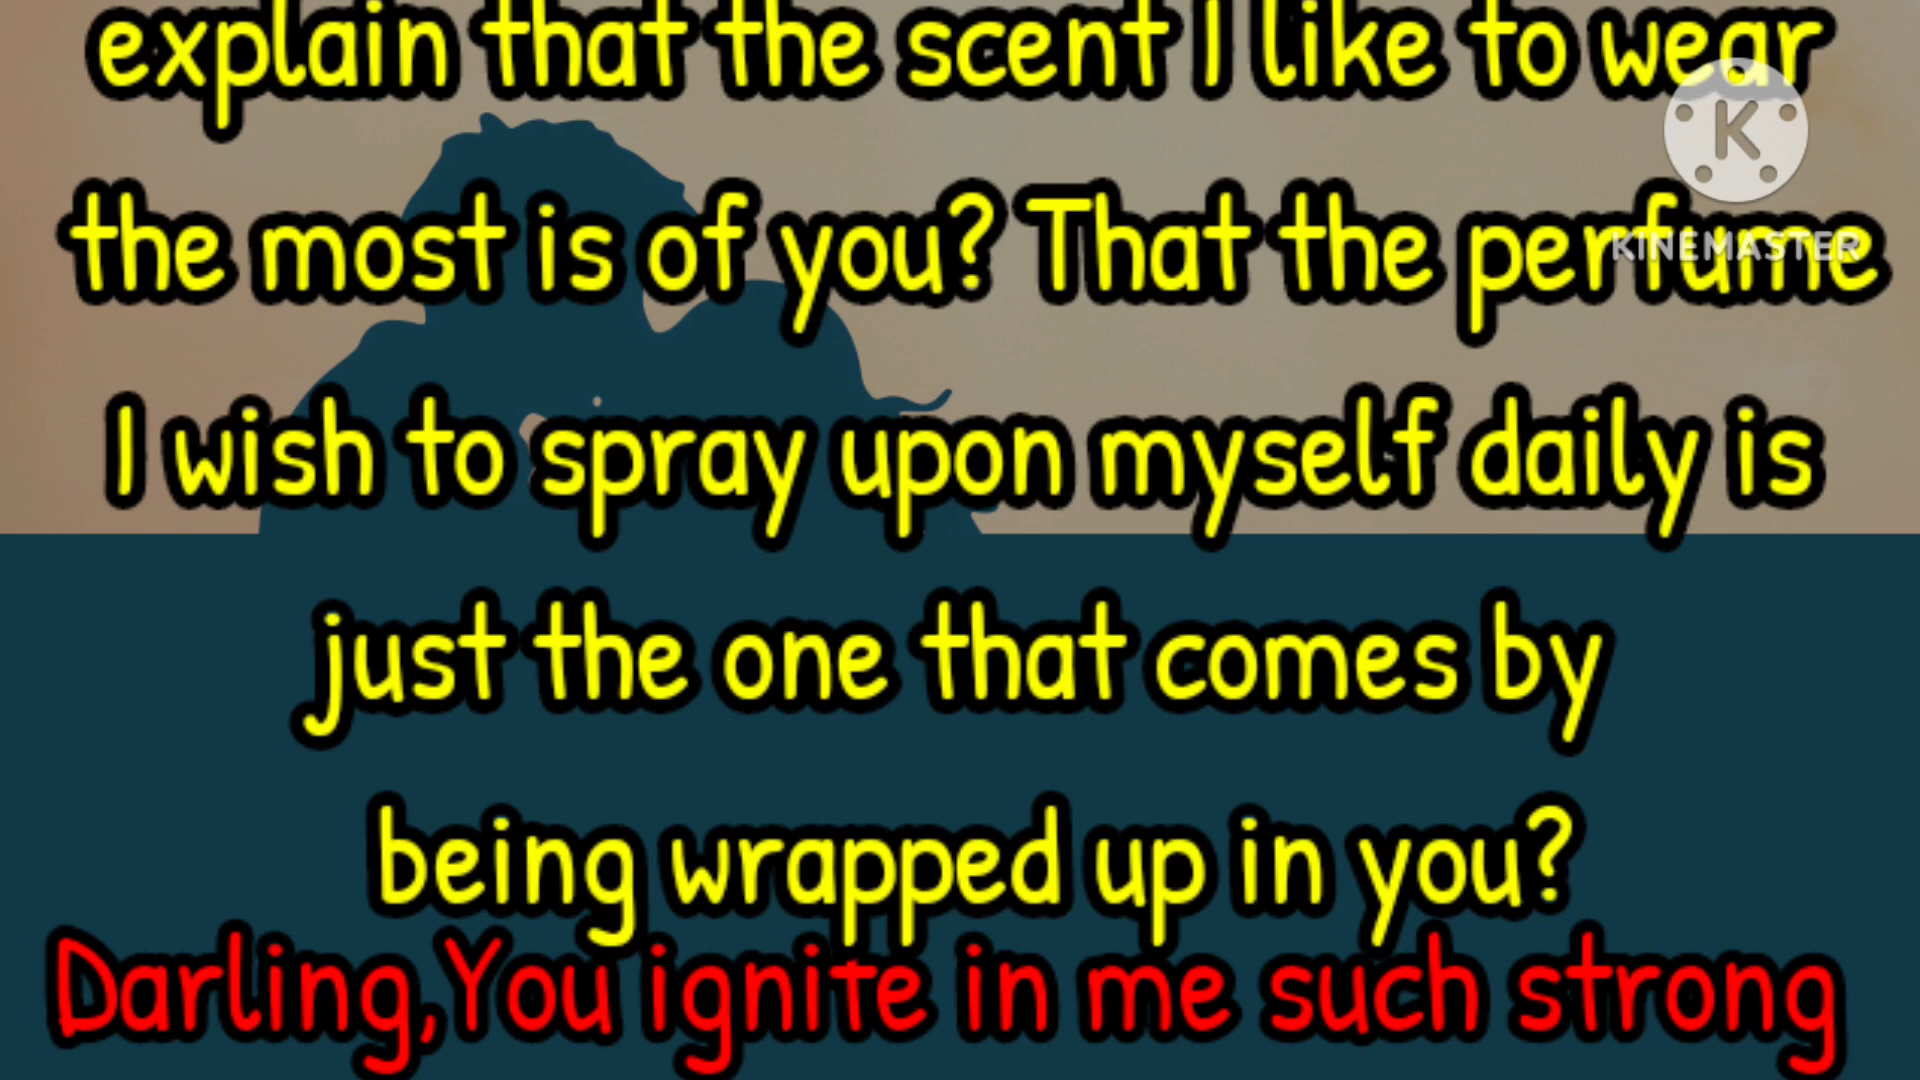 explain that the scent I like to wear
K
the most is of you? That the perfume
KINEMASTER
I wish to spray upon myself daily is
just the one that comes by
being wrapped up in you?
Darling,You ignite in me such strong